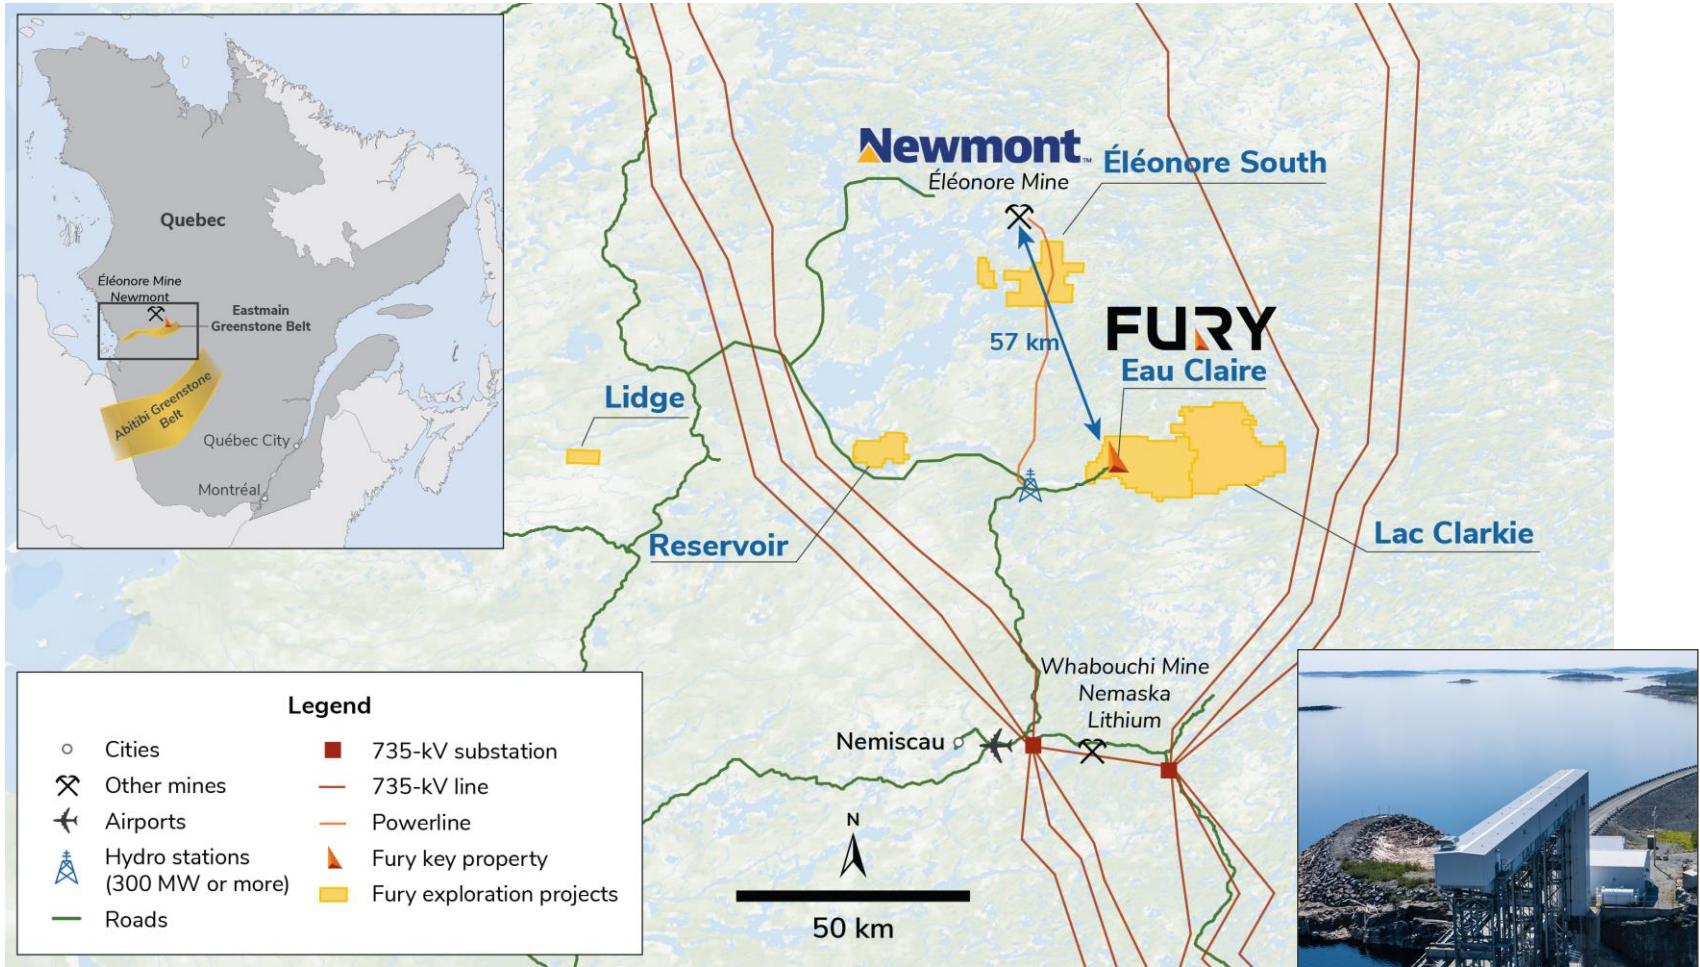 Quebec
Éléonore Mine
Newmont
Eastmain
Greenstone Belt
Abitibi Greenstone
Belt
Québec City
Montréal
Newmont™
Éléonore Mine
Éléonore South
57 km
FURY
Eau Claire
Lidge
Reservoir
Lac Clarkie
Whabouchi Mine
Nemaska
Lithium
Nemiscau
N
50 km
Legend
Cities
Other mines
Airports
Hydro stations
(300 MW or more)
Roads
735-kV substation
735-kV line
Powerline
Fury key property
Fury exploration projects